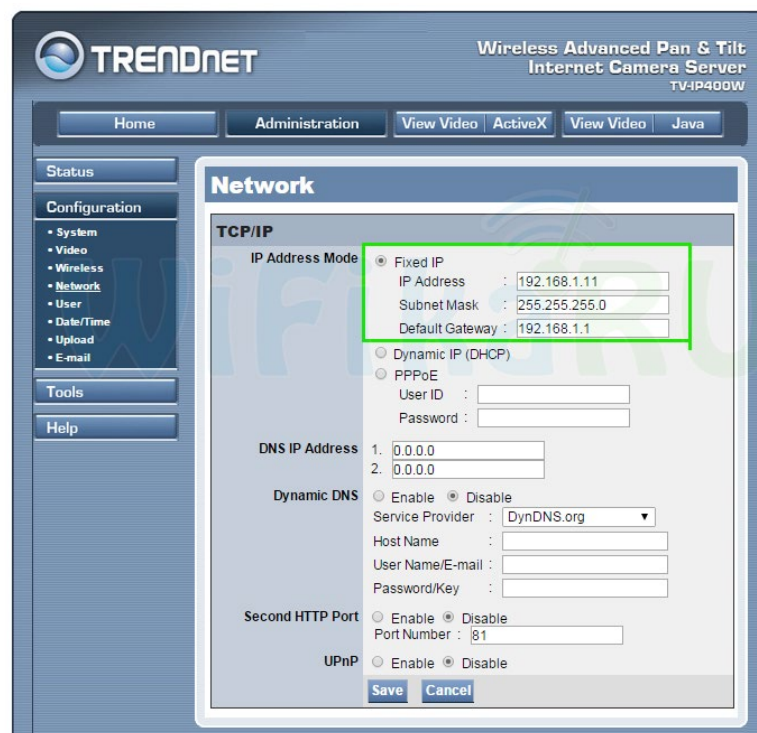 TRENDNET
Wireless Advanced Pan & Tilt
Internet Camera Server
TV-IP400W
Home Administration View Video ActiveX View Video Java
Status
Configuration
• System
• Video
• Wireless
• Network
• User
• Date/Time
• Upload
• E-mail
Tools
Help
Network
TCP/IP
IP Address Mode Fixed IP
IP Address : 192.168.1.11
Subnet Mask : 255.255.255.0
Default Gateway : 192.168.1.1
Dynamic IP (DHCP)
PPPoE
User ID :
Password :
DNS IP Address 1. 0.0.0.0
2. 0.0.0.0
Dynamic DNS Enable Disable
Service Provider : DynDNS.org
Host Name :
User Name/E-mail :
Password/Key :
Second HTTP Port Enable Disable
Port Number : 81
UPnP Enable Disable
Save Cancel
WiFikaRU